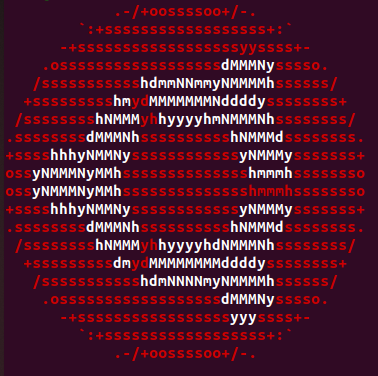 .-/+oossssoo+/-.
`:+ssssssssssssssssss+:`
-+ssssssssssssssssssyyssss+-
.ossssssssssssssssssdMMMNysssso.
/ssssssssssshdmmNNmmyNMMMMhssssss/
+ssssssssshmydMMMMMMMNddddyssssssss+
/sssssssshNMMMyhhyyyyhmNMMMNhssssssss/
.ssssssssdMMMNhsssssssssshNMMMdssssssss.
+sssshhhyNMMNyssssssssssssyNMMMysssssss+
ossyNMMMNyMMhsssssssssssssshmmmhssssssso
ossyNMMMNyMMhsssssssssssssshmmmhssssssso
+sssshhhyNMMNyssssssssssssyNMMMysssssss+
.ssssssssdMMMNhsssssssssshNMMMdssssssss.
/sssssssshNMMMyhhyyyyhdNMMMNhssssssss/
+sssssssssdmydMMMMMMMMddddyssssssss+
/ssssssssssshdmNNNNmyNMMMMhssssss/
.ossssssssssssssssssdMMMNysssso.
-+sssssssssssssssssyyyssss+-
`:+ssssssssssssssssss+:`
.-/+oossssoo+/-.